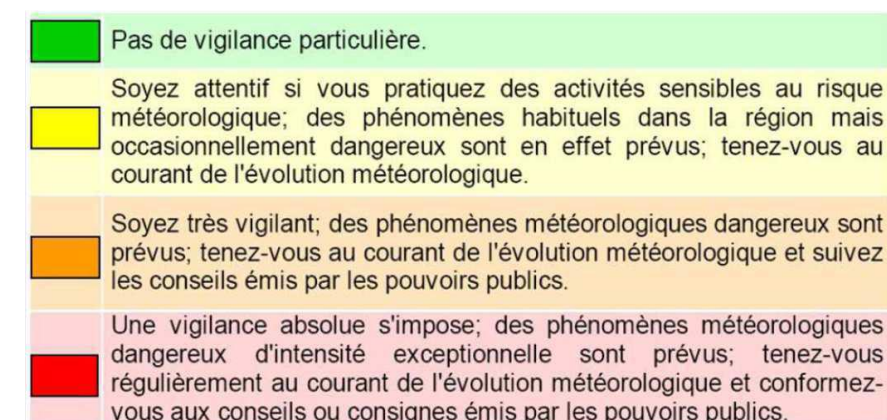 Pas de vigilance particulière.
Soyez attentif si vous pratiquez des activités sensibles au risque
météorologique; des phénomènes habituels dans la région mais
occasionnellement dangereux sont en effet prévus; tenez-vous au
courant de l'évolution météorologique.
Soyez très vigilant; des phénomènes météorologiques dangereux sont
prévus; tenez-vous au courant de l'évolution météorologique et suivez
les conseils émis par les pouvoirs publics.
Une vigilance absolue s'impose; des phénomènes météorologiques
dangereux d'intensité exceptionnelle sont prévus; tenez-vous
régulièrement au courant de l'évolution météorologique et conformez-
vous aux conseils ou consignes émis par les pouvoirs publics.